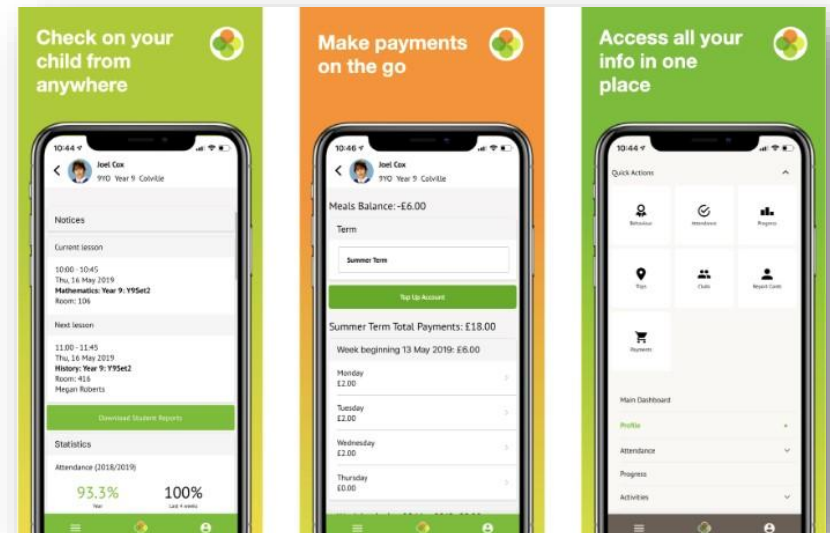 Check on your
child from
anywhere
10:44
Joel Cox
9YO Year 9 Colville
Notices
Current lesson
10:00 - 10:45
Thu, 16 May 2019
Mathematics: Year 9: Y9Set2
Room: 106
Next lesson
11:00 - 11:45
Thu, 16 May 2019
History: Year 9: Y9Set2
Room: 416
Megan Roberts
Download Student Reports
Statistics
Attendance (2018/2019)
93.3% 100%
Year Last 4 weeks
Make payments
on the go
10:46
Joel Cox
9YO Year 9 Colville
Meals Balance: -£6.00
Term
Summer Term
Top Up Account
Summer Term Total Payments: £18.00
Week beginning 13 May 2019: £6.00
Monday
£2.00
Tuesday
£2.00
Wednesday
£2.00
Thursday
£0.00
Access all your
info in one
place
10:44
Quick Actions
Behaviour Attendance Progress
Trips Clubs Report Cards
Payments
Main Dashboard
Profile
Attendance
Progress
Activities